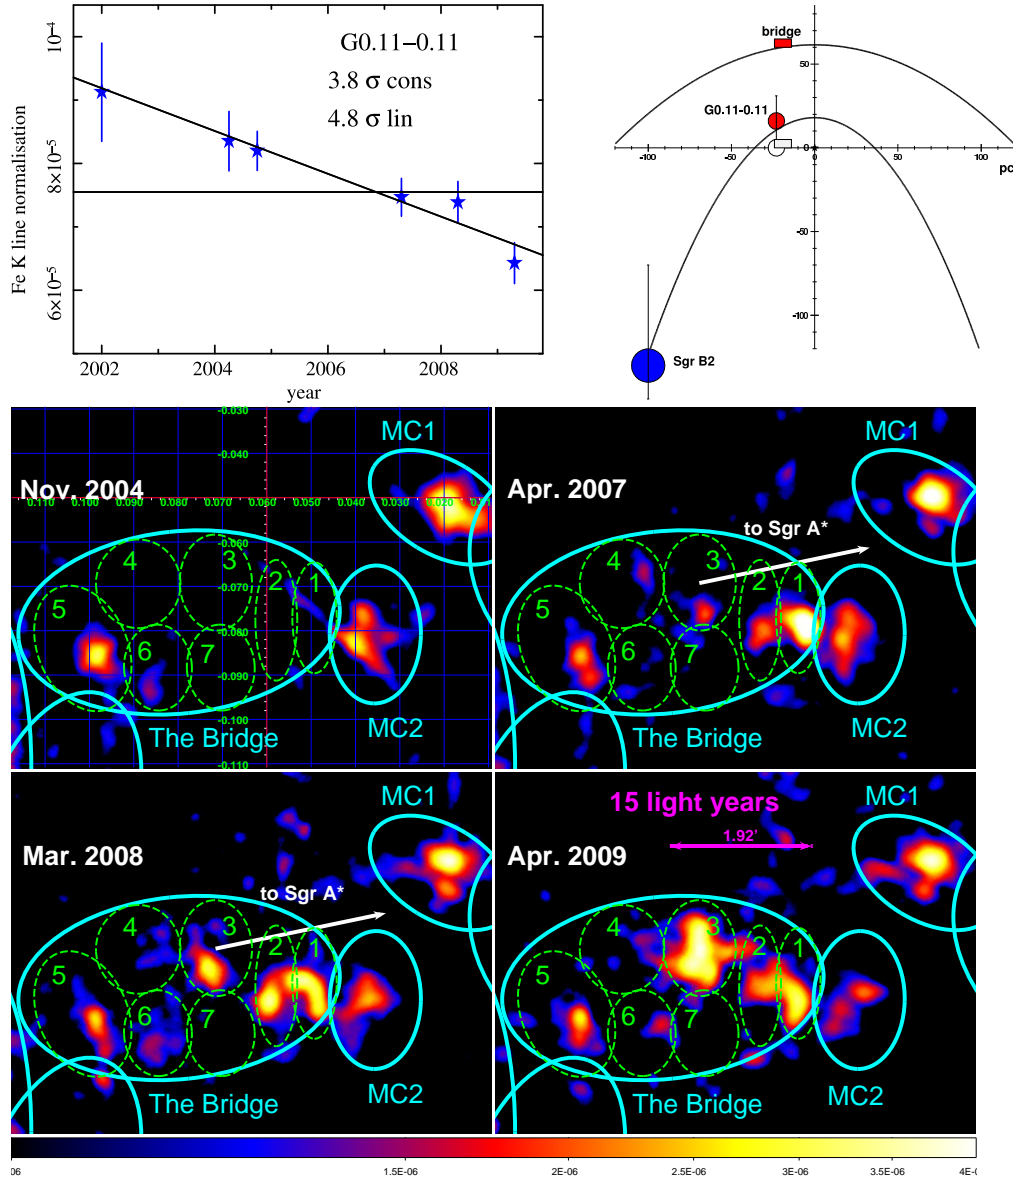 G0.11−0.11
3.8 σ cons
4.8 σ lin
Fe K line normalisation
10⁻⁴
8×10⁻⁵
6×10⁻⁵
2002 2004 2006 2008
year
bridge
50
G0.11-0.11
-100 -50 0 50 100
pc
-50
-100
Sgr B2
Nov. 2004
MC1
-0.030
-0.040
0.110 0.100 0.090 0.080 0.070 0.060 0.050 0.040 0.030 0.020
-0.060
-0.070
-0.080
-0.090
-0.100
-0.110
4 3 2 1
5 6 7
The Bridge
MC2
Apr. 2007
MC1
to Sgr A*
4 3 2 1
5 6 7
The Bridge
MC2
Mar. 2008
MC1
to Sgr A*
4 3 2 1
5 6 7
The Bridge
MC2
Apr. 2009
15 light years
1.92'
MC1
4 3 2 1
5 6 7
The Bridge
MC2
06 1.5E-06 2E-06 2.5E-06 3E-06 3.5E-06 4E-0